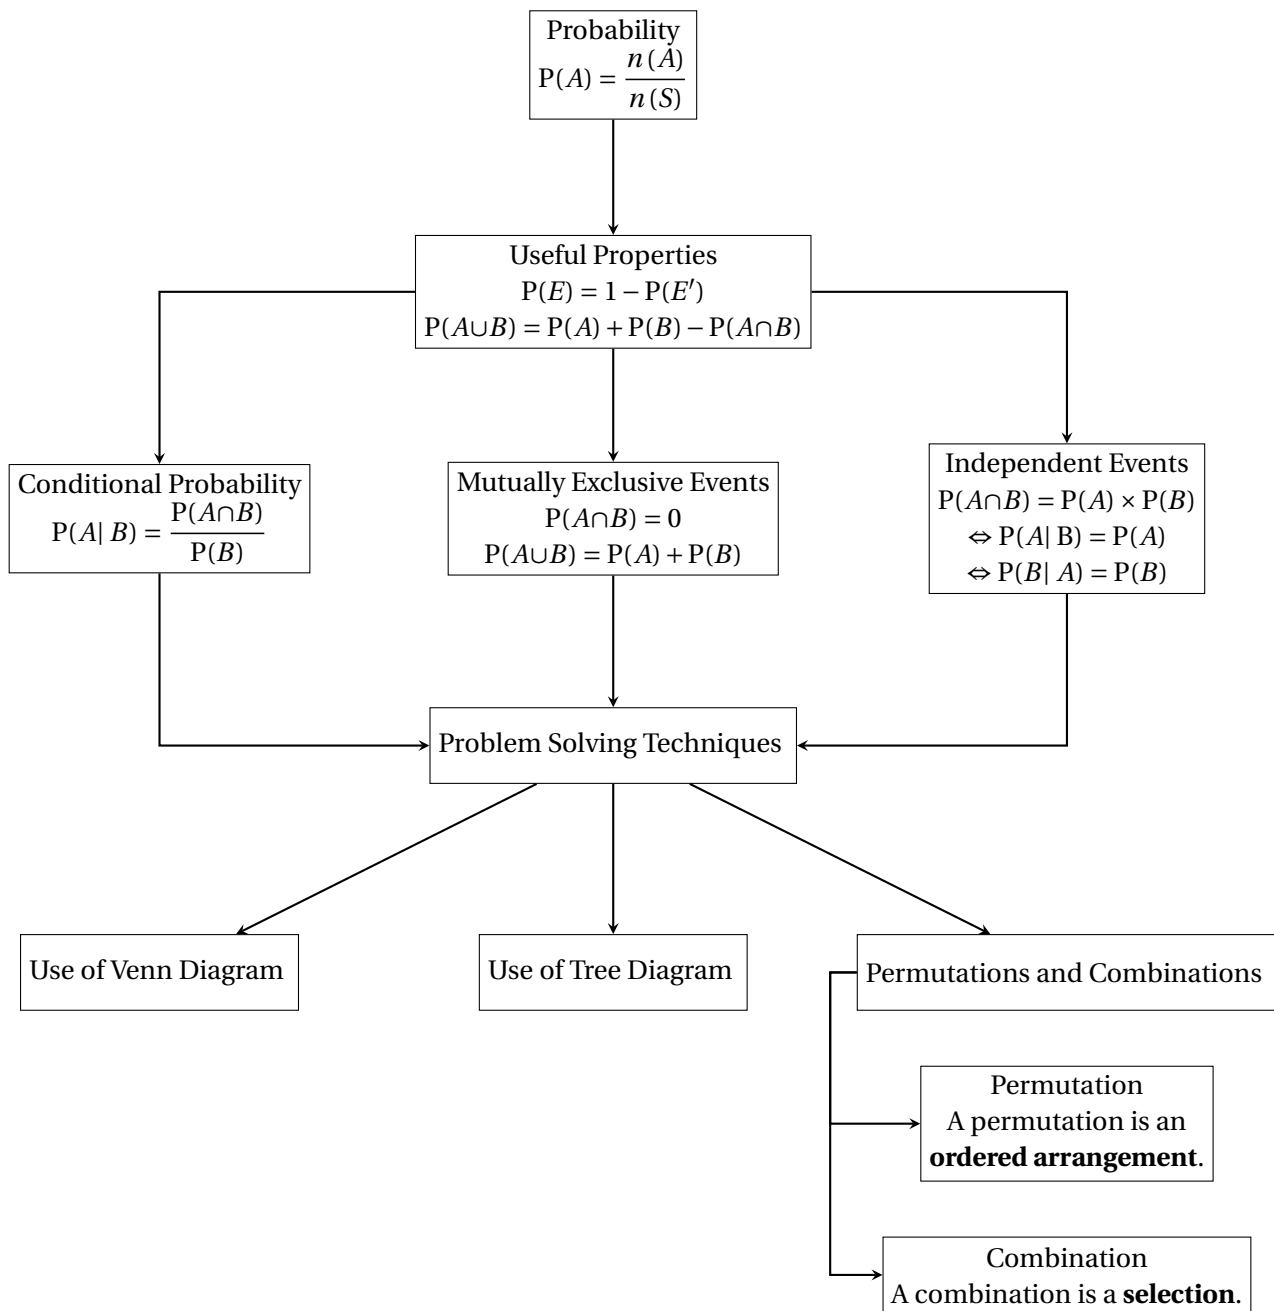 Probability
P(A) = n(A)/n(S)
Useful Properties
P(E) = 1 − P(E′)
P(A∪B) = P(A) + P(B) − P(A∩B)
Conditional Probability
P(A| B) = P(A∩B)/P(B)
Mutually Exclusive Events
P(A∩B) = 0
P(A∪B) = P(A) + P(B)
Independent Events
P(A∩B) = P(A) × P(B)
⇔ P(A| B) = P(A)
⇔ P(B| A) = P(B)
Problem Solving Techniques
Use of Venn Diagram
Use of Tree Diagram
Permutations and Combinations
Permutation
A permutation is an
ordered arrangement.
Combination
A combination is a selection.